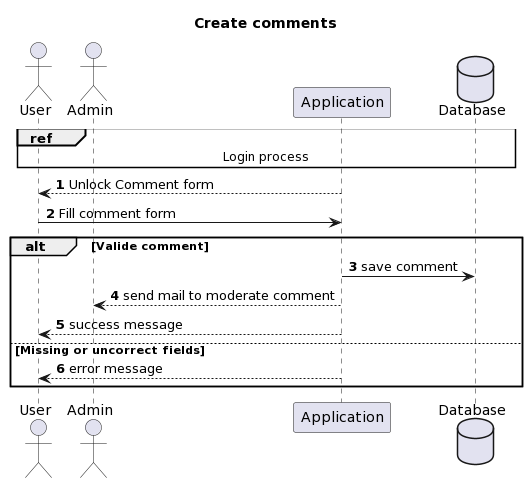 Create comments
User Admin Application Database
ref
Login process
1 Unlock Comment form
2 Fill comment form
alt [Valide comment]
3 save comment
4 send mail to moderate comment
5 success message
[Missing or uncorrect fields]
6 error message
User Admin Application Database